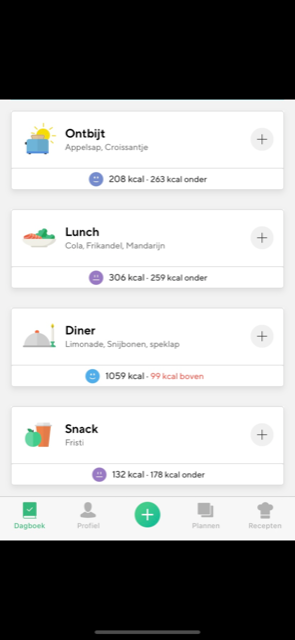 Ontbijt
Appelsap, Croissantje
208 kcal · 263 kcal onder
Lunch
Cola, Frikandel, Mandarijn
306 kcal · 259 kcal onder
Diner
Limonade, Snijbonen, speklap
1059 kcal · 99 kcal boven
Snack
Fristi
132 kcal · 178 kcal onder
Dagboek Profiel Plannen Recepten